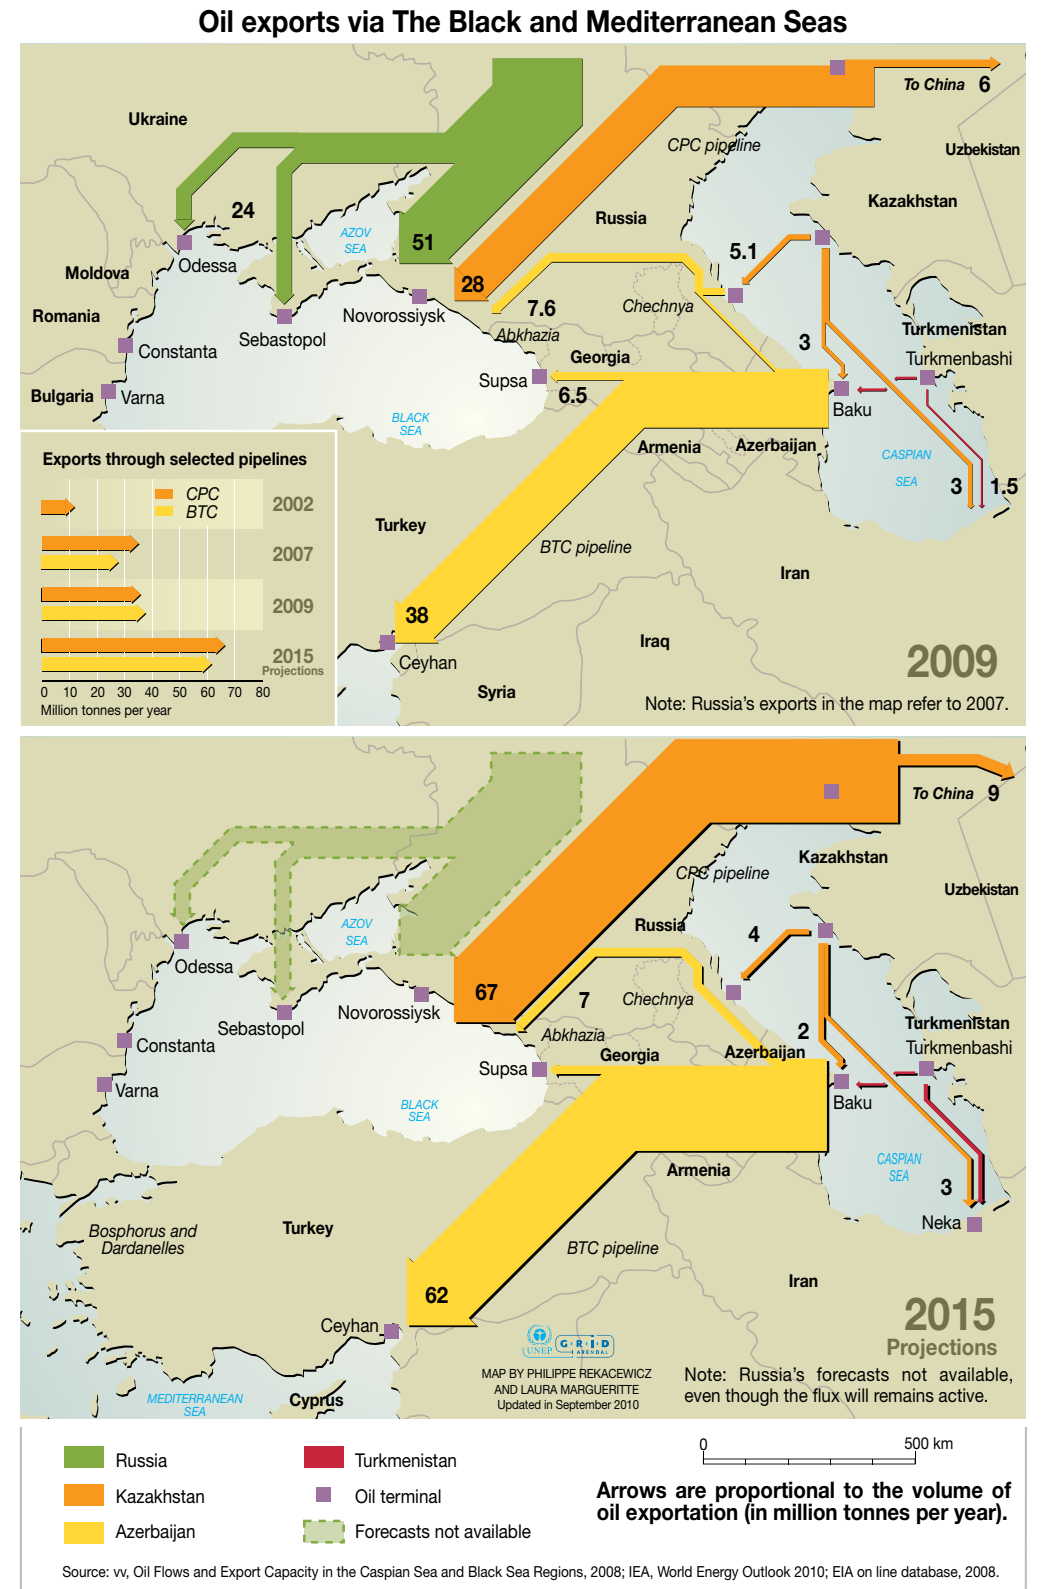 Oil exports via The Black and Mediterranean Seas
To China 6
Ukraine
CPC pipeline
Uzbekistan
Kazakhstan
24
Russia
AZOV
SEA
51
5.1
Odessa
Moldova
28
Chechnya
7.6
Novorossiysk
Romania
Abkhazia
Sebastopol
Turkmenistan
3
Constanta
Georgia
Turkmenbashi
Supsa
6.5
Bulgaria
Varna
Baku
BLACK
SEA
Armenia
Azerbaijan
CASPIAN
SEA
3
1.5
Exports through selected pipelines
CPC
BTC
2002
2007
2009
2015
Projections
0 10 20 30 40 50 60 70 80
Million tonnes per year
Turkey
BTC pipeline
Iran
38
Iraq
Ceyhan
Syria
2009
Note: Russia's exports in the map refer to 2007.
To China 9
Kazakhstan
CPC pipeline
Uzbekistan
Russia
AZOV
SEA
4
Odessa
67
7
Chechnya
Novorossiysk
Sebastopol
Abkhazia
2
Turkmenistan
Constanta
Georgia
Azerbaijan
Turkmenbashi
Supsa
Varna
Baku
BLACK
SEA
Armenia
CASPIAN
SEA
3
Neka
Bosphorus and
Dardanelles
Turkey
BTC pipeline
Iran
62
Ceyhan
2015
Projections
UNEP
G R I D
ARENDAL
MAP BY PHILIPPE REKACEWICZ
AND LAURA MARGUERITTE
Updated in September 2010
Note: Russia's forecasts not available,
even though the flux will remains active.
MEDITERRANEAN
SEA
Cyprus
Russia
Kazakhstan
Azerbaijan
Turkmenistan
Oil terminal
Forecasts not available
0 500 km
Arrows are proportional to the volume of
oil exportation (in million tonnes per year).
Source: vv, Oil Flows and Export Capacity in the Caspian Sea and Black Sea Regions, 2008; IEA, World Energy Outlook 2010; EIA on line database, 2008.